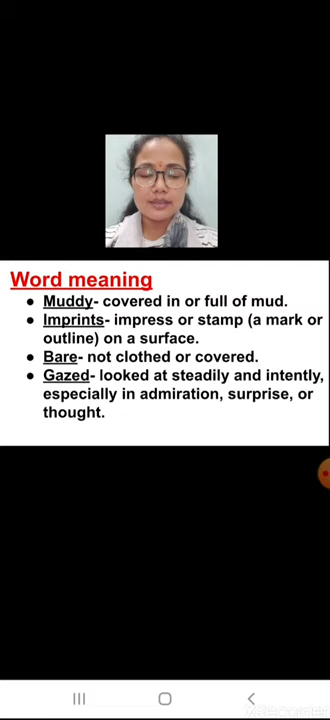 Word meaning
● Muddy- covered in or full of mud.
● Imprints- impress or stamp (a mark or
outline) on a surface.
● Bare- not clothed or covered.
● Gazed- looked at steadily and intently,
especially in admiration, surprise, or
thought.